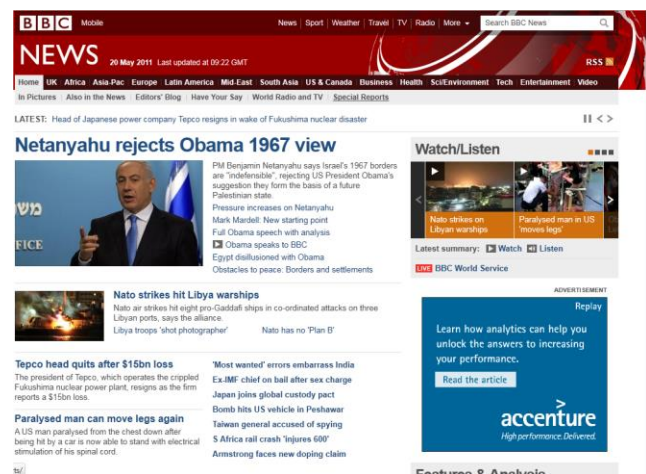 BBC Mobile News Sport Weather Travel TV Radio More Search BBC News
NEWS 20 May 2011 Last updated at 09:22 GMT RSS
Home UK Africa Asia-Pac Europe Latin America Mid-East South Asia US & Canada Business Health Sci/Environment Tech Entertainment Video
In Pictures Also in the News Editors' Blog Have Your Say World Radio and TV Special Reports
LATEST: Head of Japanese power company Tepco resigns in wake of Fukushima nuclear disaster
Netanyahu rejects Obama 1967 view
PM Benjamin Netanyahu says Israel's 1967 borders
are "indefensible", rejecting US President Obama's
suggestion they form the basis of a future
Palestinian state.
Pressure increases on Netanyahu
Mark Mardell: New starting point
Full Obama speech with analysis
Obama speaks to BBC
Egypt disillusioned with Obama
Obstacles to peace: Borders and settlements
FICE
Nato strikes hit Libya warships
Nato air strikes hit eight pro-Gaddafi ships in co-ordinated attacks on three
Libyan ports, says the alliance.
Libya troops 'shot photographer' Nato has no 'Plan B'
Tepco head quits after $15bn loss
The president of Tepco, which operates the crippled
Fukushima nuclear power plant, resigns as the firm
reports a $15bn loss.
Paralysed man can move legs again
A US man paralysed from the chest down after
being hit by a car is now able to stand with electrical
stimulation of his spinal cord.
'Most wanted' errors embarrass India
Ex-IMF chief on bail after sex charge
Japan joins global custody pact
Bomb hits US vehicle in Peshawar
Taiwan general accused of spying
S Africa rail crash 'injures 600'
Armstrong faces new doping claim
Watch/Listen
Nato strikes on
Libyan warships
Paralysed man in US
'moves legs'
Latest summary: Watch Listen
LIVE BBC World Service
ADVERTISEMENT
Replay
Learn how analytics can help you
unlock the answers to increasing
your performance.
Read the article
accenture
High performance. Delivered.
Features & Analysis